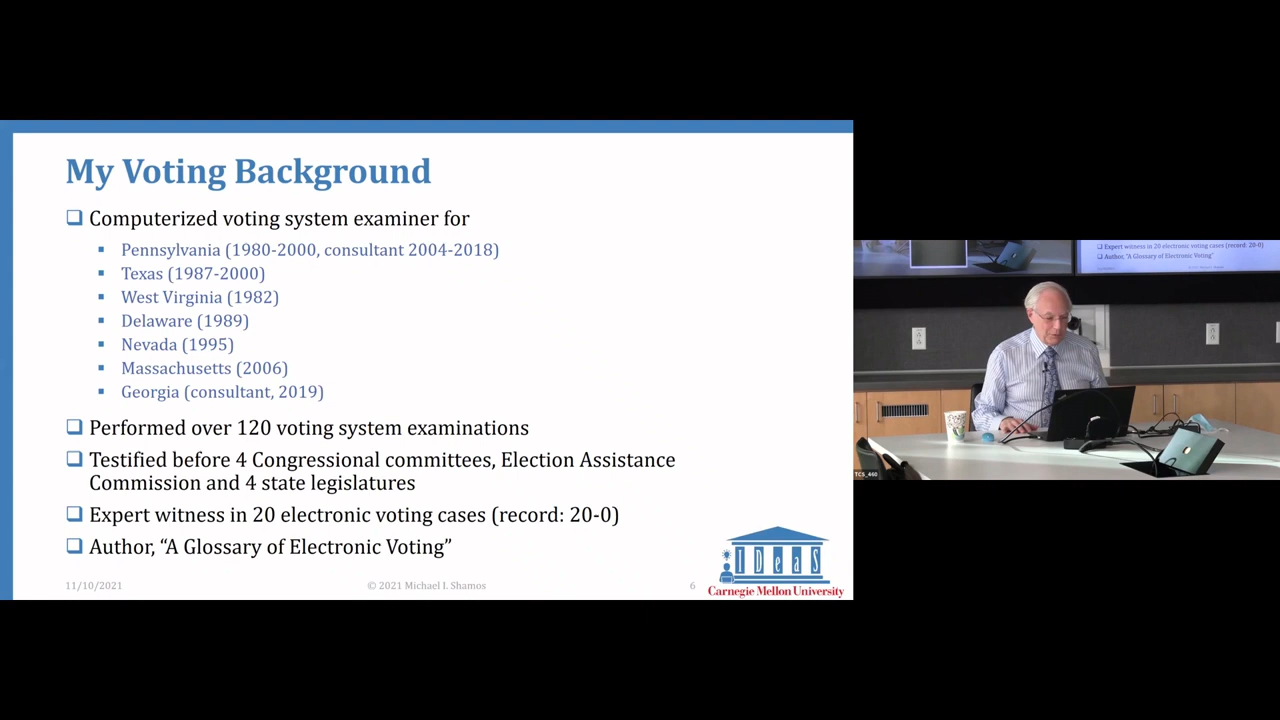 My Voting Background
Computerized voting system examiner for
Pennsylvania (1980-2000, consultant 2004-2018)
Texas (1987-2000)
West Virginia (1982)
Delaware (1989)
Nevada (1995)
Massachusetts (2006)
Georgia (consultant, 2019)
Performed over 120 voting system examinations
Testified before 4 Congressional committees, Election Assistance
Commission and 4 state legislatures
Expert witness in 20 electronic voting cases (record: 20-0)
Author, “A Glossary of Electronic Voting”
11/10/2021
© 2021 Michael I. Shamos
6
IDeaS
Carnegie Mellon University
Expert witness in 20 electronic voting cases (record: 20-0)
Author, "A Glossary of Electronic Voting"
TCS_460